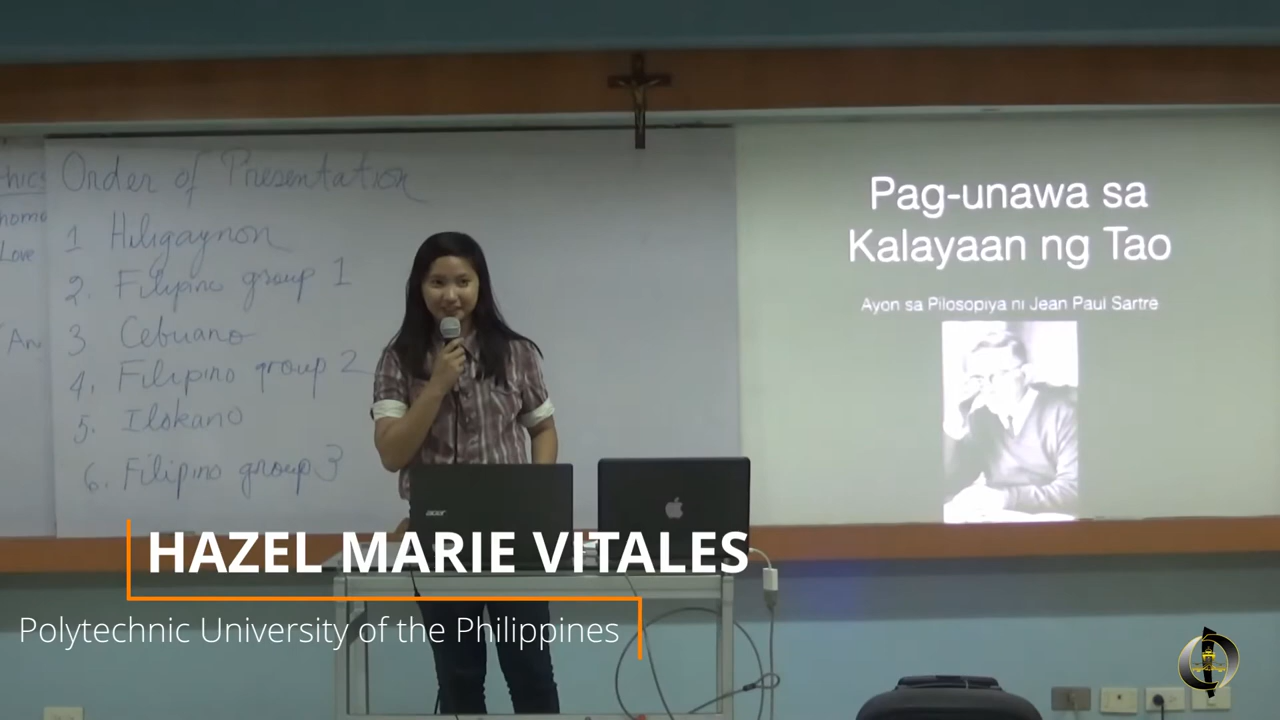 thics
Love
Order of Presentation
1 Hiligaynon
2. Filipino group 1
3 Cebuano
4. Filipino group 2
5. Ilokano
6. Filipino group 3
Pag-unawa sa
Kalayaan ng Tao
Ayon sa Pilosopiya ni Jean Paul Sartre
acer
HAZEL MARIE VITALES
Polytechnic University of the Philippines